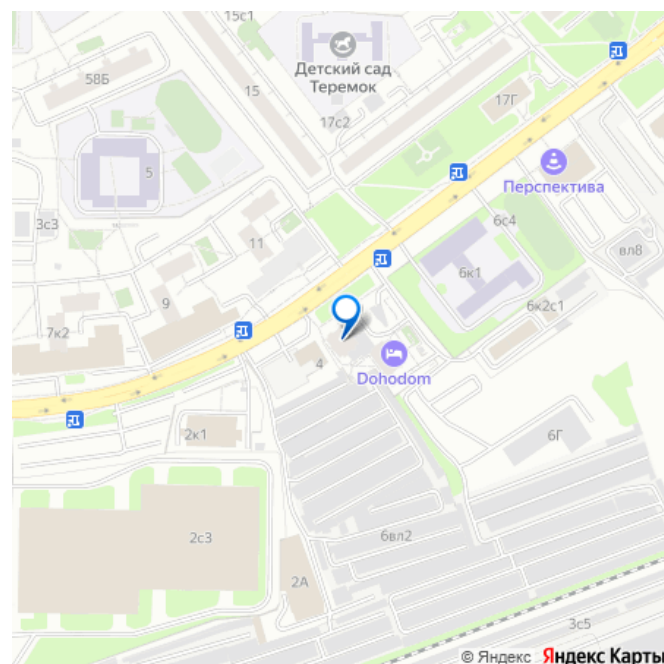 15с1
Детский сад
Теремок
58Б
15
17Г
17с2
Перспектива
5
3с3
6с4
вл8
11
6к1
6к2с1
9
7к2
4
Dohodom
2к1
6Г
2с3
6вл2
2А
3с5
© Яндекс Яндекс Карты